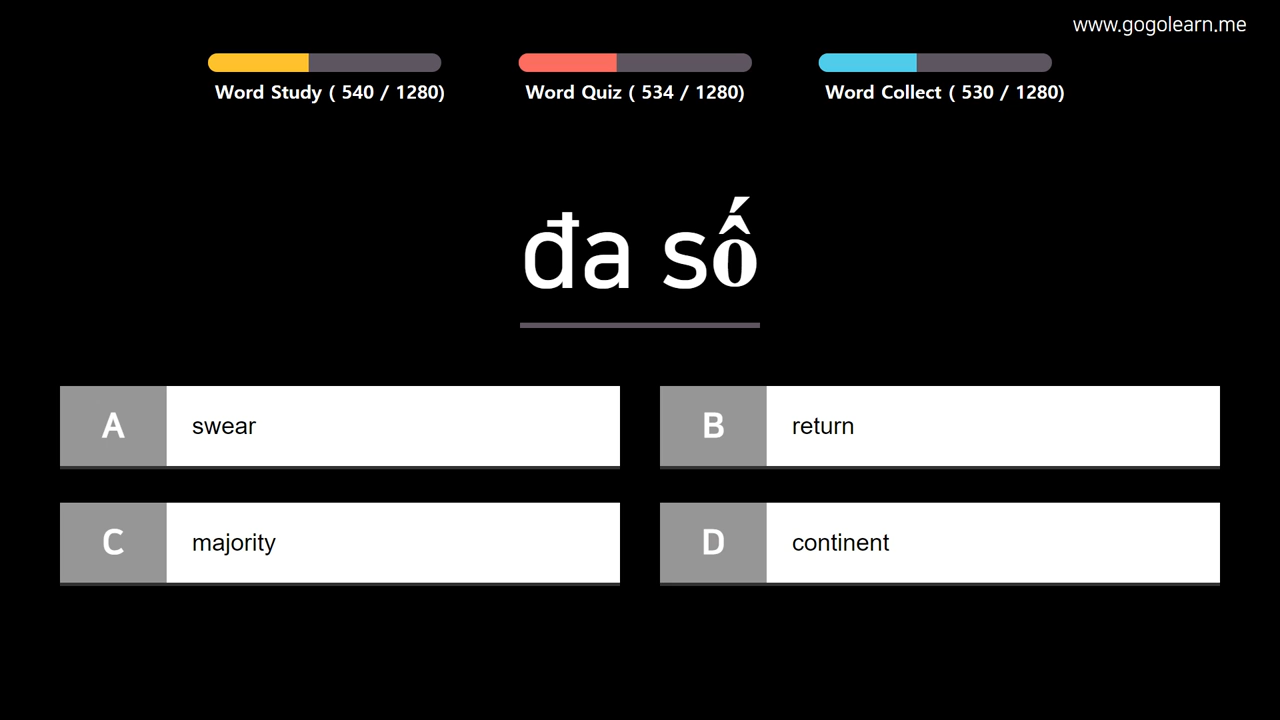 www.gogolearn.me
Word Study ( 540 / 1280)
Word Quiz ( 534 / 1280)
Word Collect ( 530 / 1280)
đa số
A swear
B return
C majority
D continent